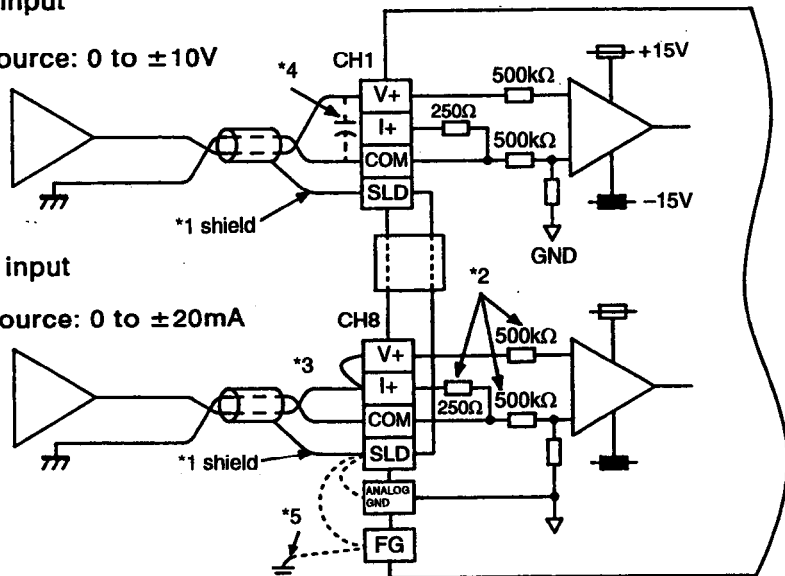 input
ource: 0 to ±10V
CH1
*4
V+
I+
COM
SLD
250Ω
500kΩ
500kΩ
+15V
−15V
GND
*1 shield
input
ource: 0 to ±20mA
CH8
*2
*3
V+
I+
COM
SLD
ANALOG
GND
FG
500kΩ
250Ω
500kΩ
*1 shield
*5